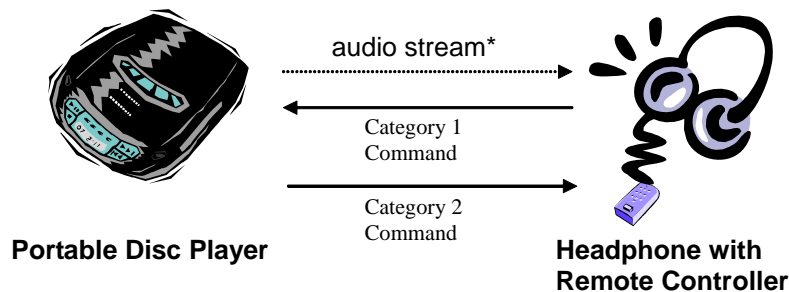 audio stream*
Category 1
Command
Category 2
Command
Portable Disc Player
Headphone with
Remote Controller